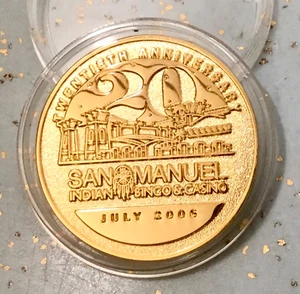 TWENTIETH ANNIVERSARY
20
SAN MANUEL
INDIAN BINGO & CASINO
JULY 2006